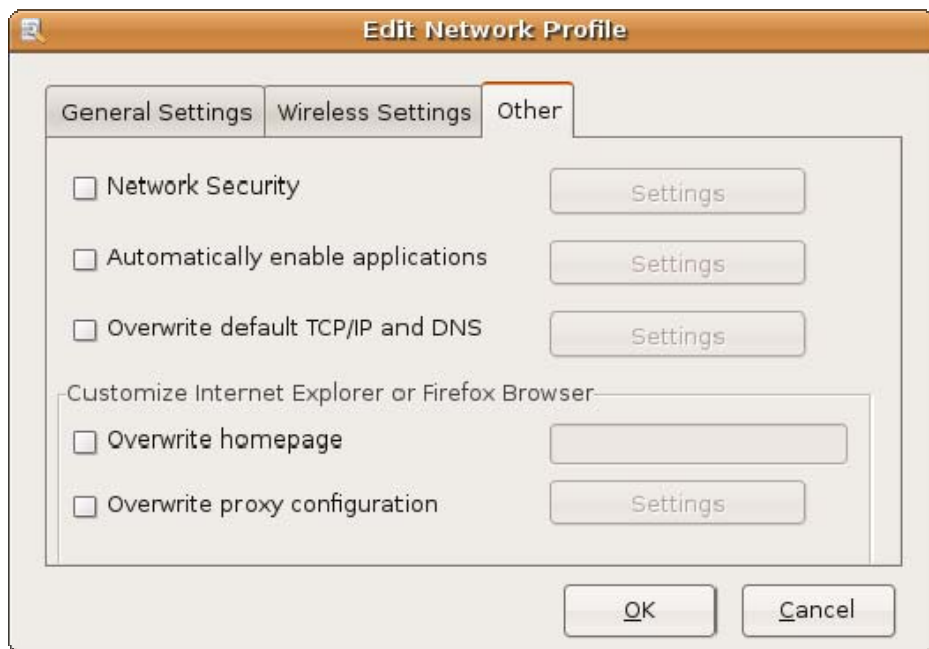 Edit Network Profile
General Settings Wireless Settings Other
Network Security Settings
Automatically enable applications Settings
Overwrite default TCP/IP and DNS Settings
Customize Internet Explorer or Firefox Browser
Overwrite homepage
Overwrite proxy configuration Settings
OK Cancel